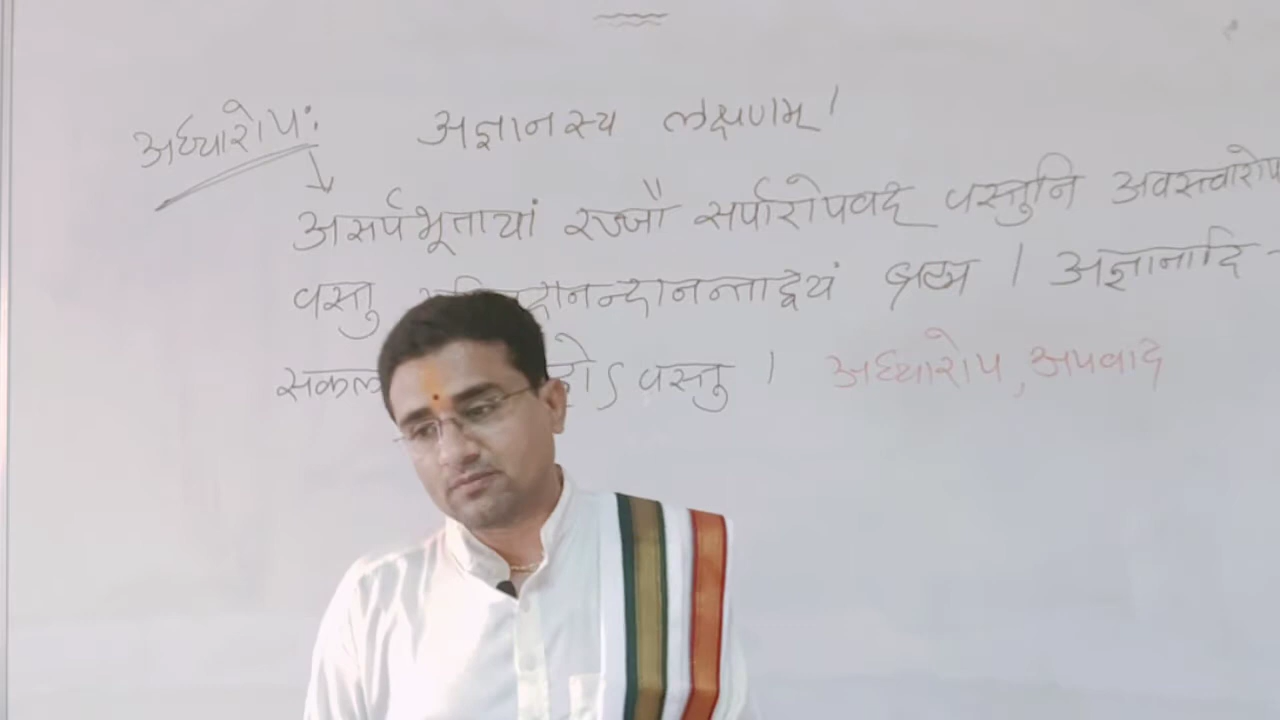 अध्यारोपः अज्ञानस्य लक्षणम्।
असर्पभूतायां रज्जौ सर्पारोपवद् वस्तुनि अवस्त्वारोप
वस्तु नन्दानन्ताद्वयं ब्रह्म । अज्ञानादि -
सकल ऽवस्तु । अध्यारोप, अपवाद